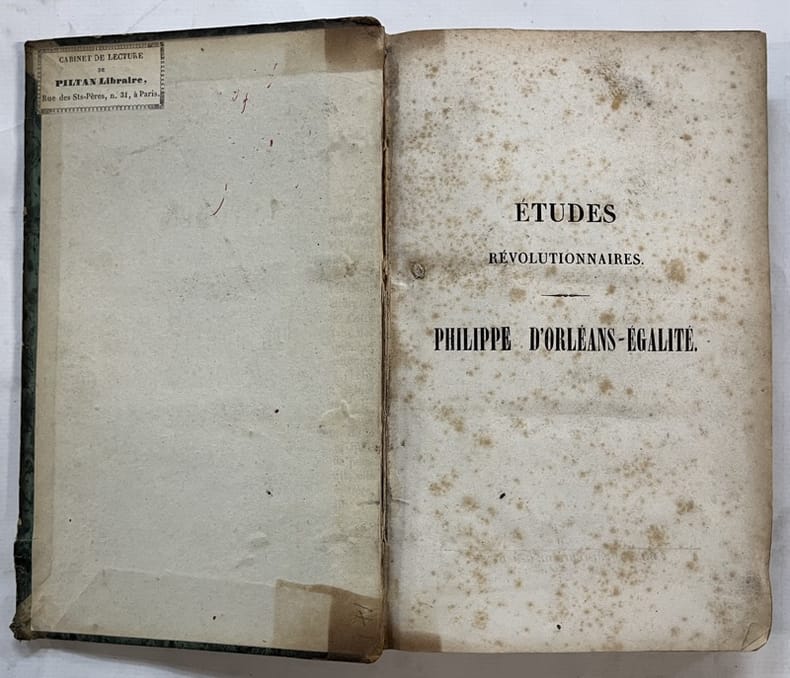 CABINET DE LECTURE
DE
PILTAN Libraire,
Rue des Sts-Pères, n. 31, à Paris.
ÉTUDES
RÉVOLUTIONNAIRES.
PHILIPPE D'ORLÉANS-ÉGALITÉ.